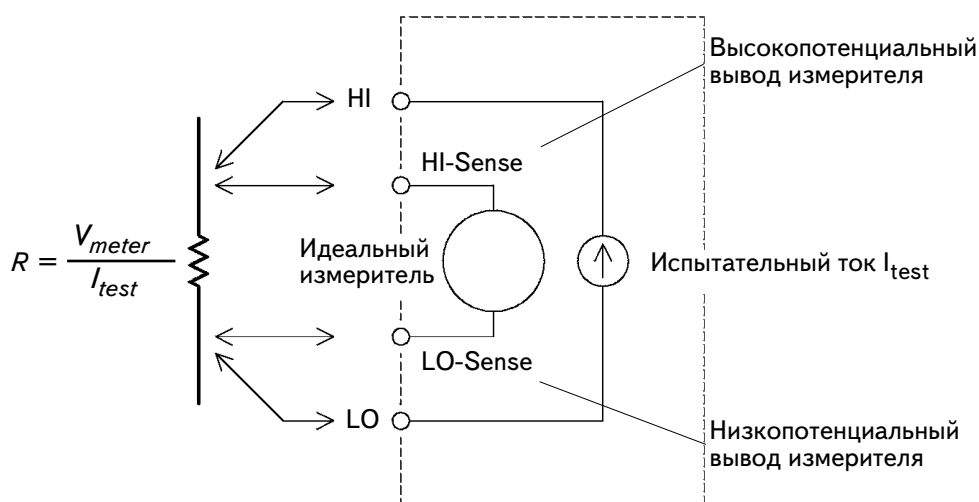 Высокопотенциальный
вывод измерителя
HI
HI-Sense
R = V_meter / I_test
Идеальный
измеритель
Испытательный ток I_test
LO-Sense
LO
Низкопотенциальный
вывод измерителя